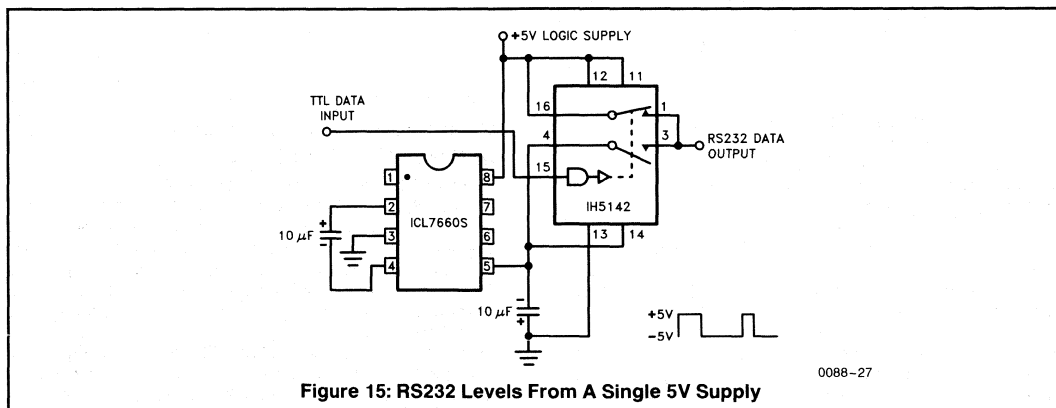 +5V LOGIC SUPPLY
12 11
TTL DATA
INPUT
16 1
4 3
RS232 DATA
OUTPUT
15
IH5142
13 14
1 8
2 7
ICL7660S
3 6
4 5
+
10 µF
-
-
10 µF
+
+5V
-5V
0088-27
Figure 15: RS232 Levels From A Single 5V Supply